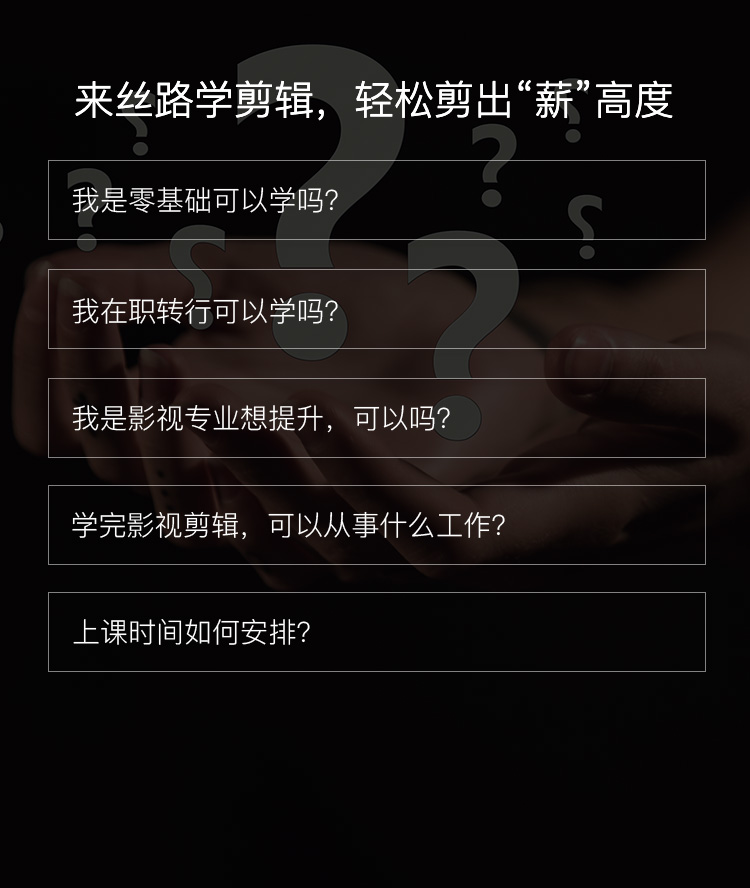 来丝路学剪辑，轻松剪出“薪”高度
我是零基础可以学吗？
我在职转行可以学吗？
我是影视专业想提升，可以吗？
学完影视剪辑，可以从事什么工作？
上课时间如何安排？